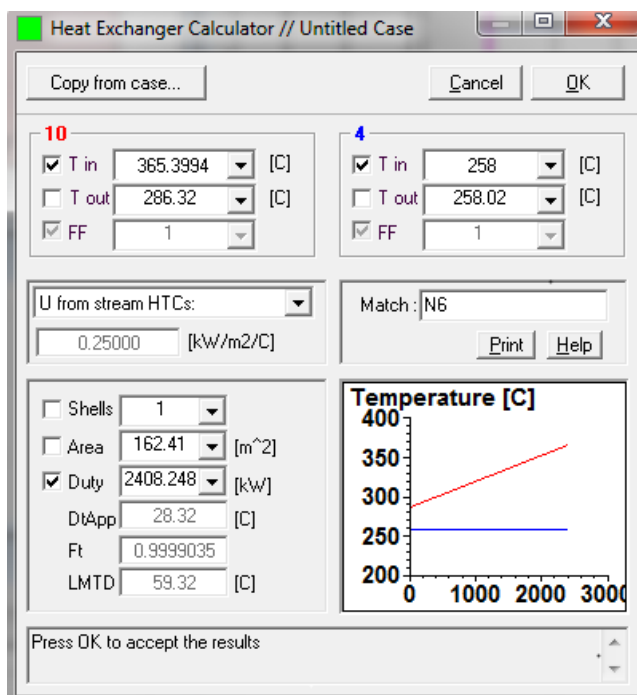 Heat Exchanger Calculator // Untitled Case
Copy from case...
Cancel
OK
10
T in 365.3994 [C]
T out 286.32 [C]
FF 1
4
T in 258 [C]
T out 258.02 [C]
FF 1
U from stream HTCs:
0.25000 [kW/m2/C]
Match : N6
Print
Help
Shells 1
Area 162.41 [m^2]
Duty 2408.248 [kW]
DtApp 28.32 [C]
Ft 0.9999035
LMTD 59.32 [C]
Temperature [C]
400
350
300
250
200
0 1000 2000 3000
Press OK to accept the results